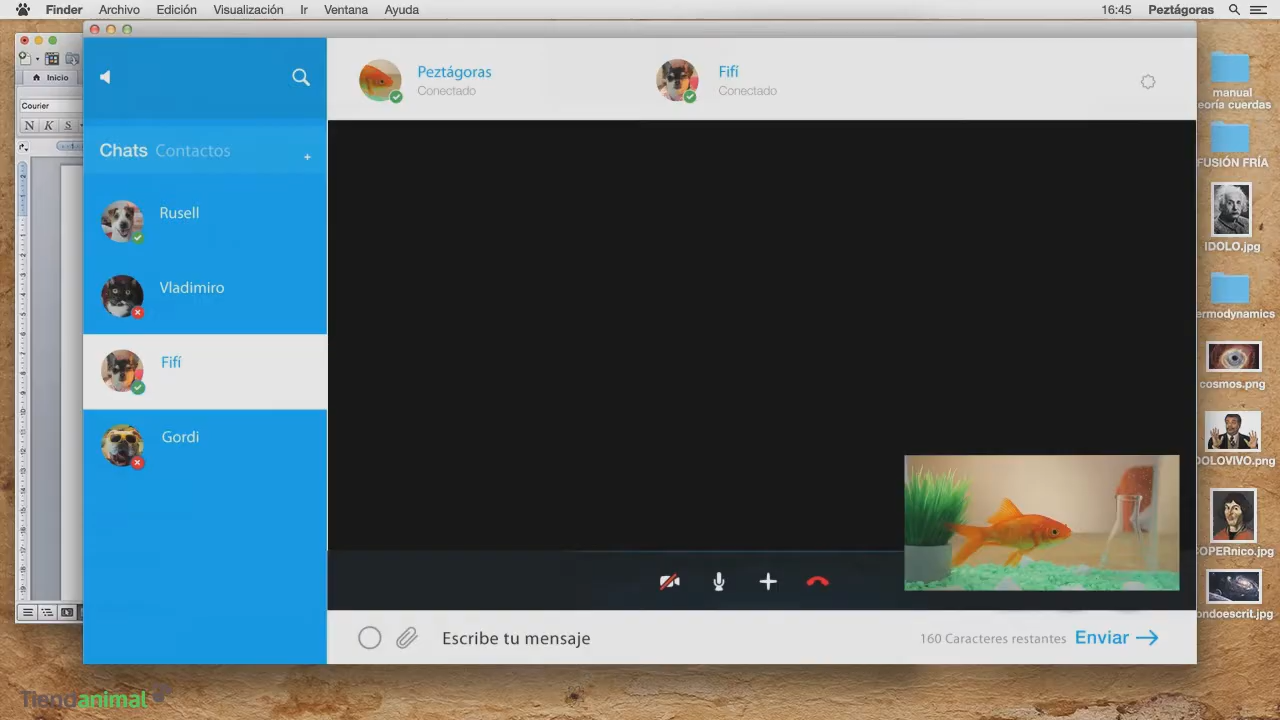 Finder Archivo Edición Visualización Ir Ventana Ayuda 16:45 Peztágoras
Inicio
Courier
N K S
Chats Contactos +
Rusell
Vladimiro
Fifí
Gordi
Peztágoras
Conectado
Fifí
Conectado
Escribe tu mensaje
160 Caracteres restantes Enviar
manual
eoría cuerdas
FUSIÓN FRÍA
IDOLO.jpg
ermodynamics
cosmos.png
DOLOVIVO.png
OPERnico.jpg
ondoescrit.jpg
Tiendanimal